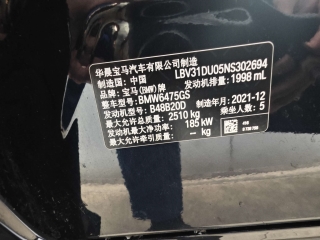 华晨宝马汽车有限公司制造
制造国: 中国 LBV31DU05NS302694
品牌: 宝马(BMW)牌 发动机排量: 1998 mL
整车型号: BMW6475GS
发动机型号: B48B20D 制造年月: 2021-12
最大允许总质量: 2510 kg 乘坐人数: 5
发动机最大净功率: 185 kW
最大允许牵引质量: -- kg